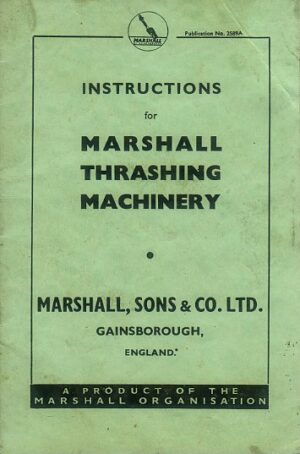 MARSHALL
Publication No. 2589A
INSTRUCTIONS
for
MARSHALL
THRASHING
MACHINERY
MARSHALL, SONS & CO. LTD.
GAINSBOROUGH,
ENGLAND.
A PRODUCT OF THE
MARSHALL ORGANISATION